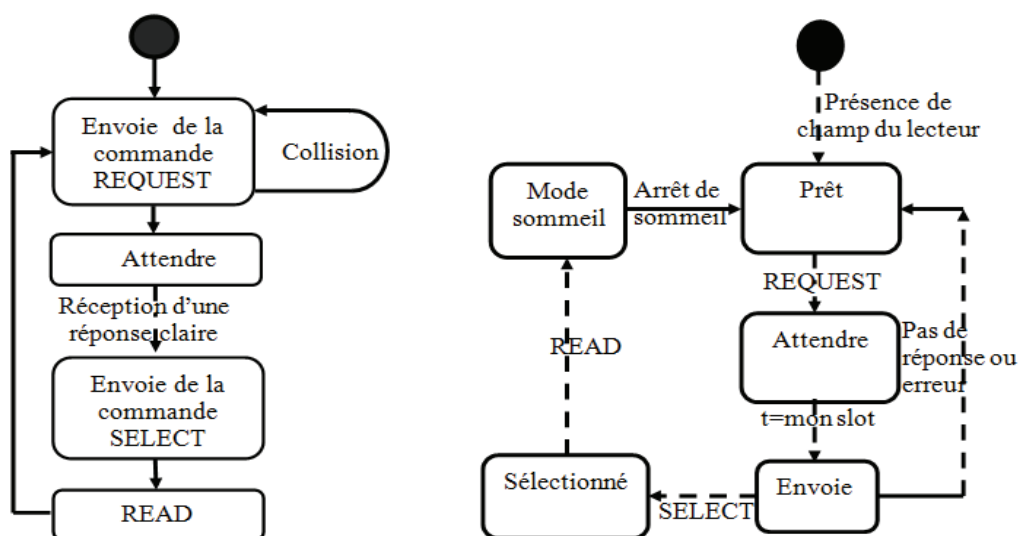 Envoie de la
commande
REQUEST
Collision
Attendre
Réception d'une
réponse claire
Envoie de la
commande
SELECT
READ
Présence de
champ du lecteur
Mode
sommeil
Arrêt de
sommeil
Prêt
REQUEST
Attendre
Pas de
réponse ou
erreur
READ
t=mon slot
Sélectionné
SELECT
Envoie